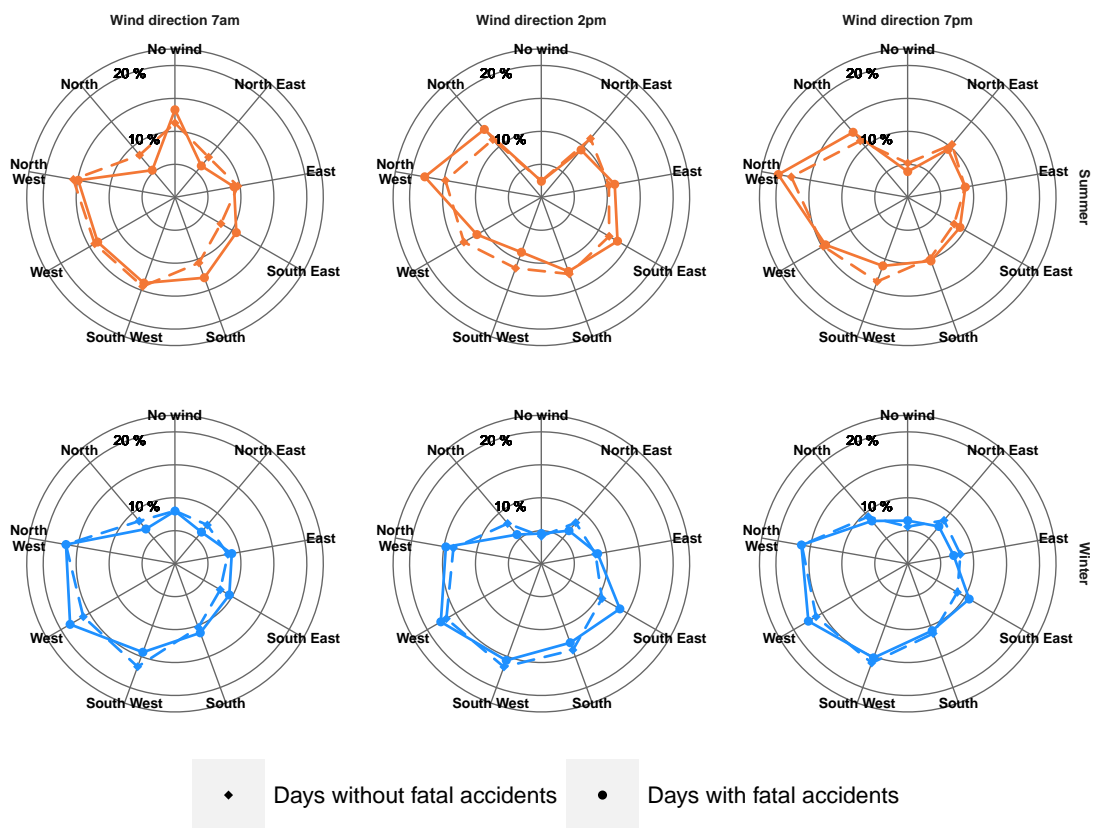 Wind direction 7am
Wind direction 2pm
Wind direction 7pm
No wind
20 %
North
North East
10 %
North
West
East
West
South East
South West
South
No wind
20 %
North
North East
10 %
North
West
East
West
South East
South West
South
No wind
20 %
North
North East
10 %
North
West
East
West
South East
South West
South
Summer
No wind
20 %
North
North East
10 %
North
West
East
West
South East
South West
South
No wind
20 %
North
North East
10 %
North
West
East
West
South East
South West
South
No wind
20 %
North
North East
10 %
North
West
East
West
South East
South West
South
Winter
Days without fatal accidents
Days with fatal accidents